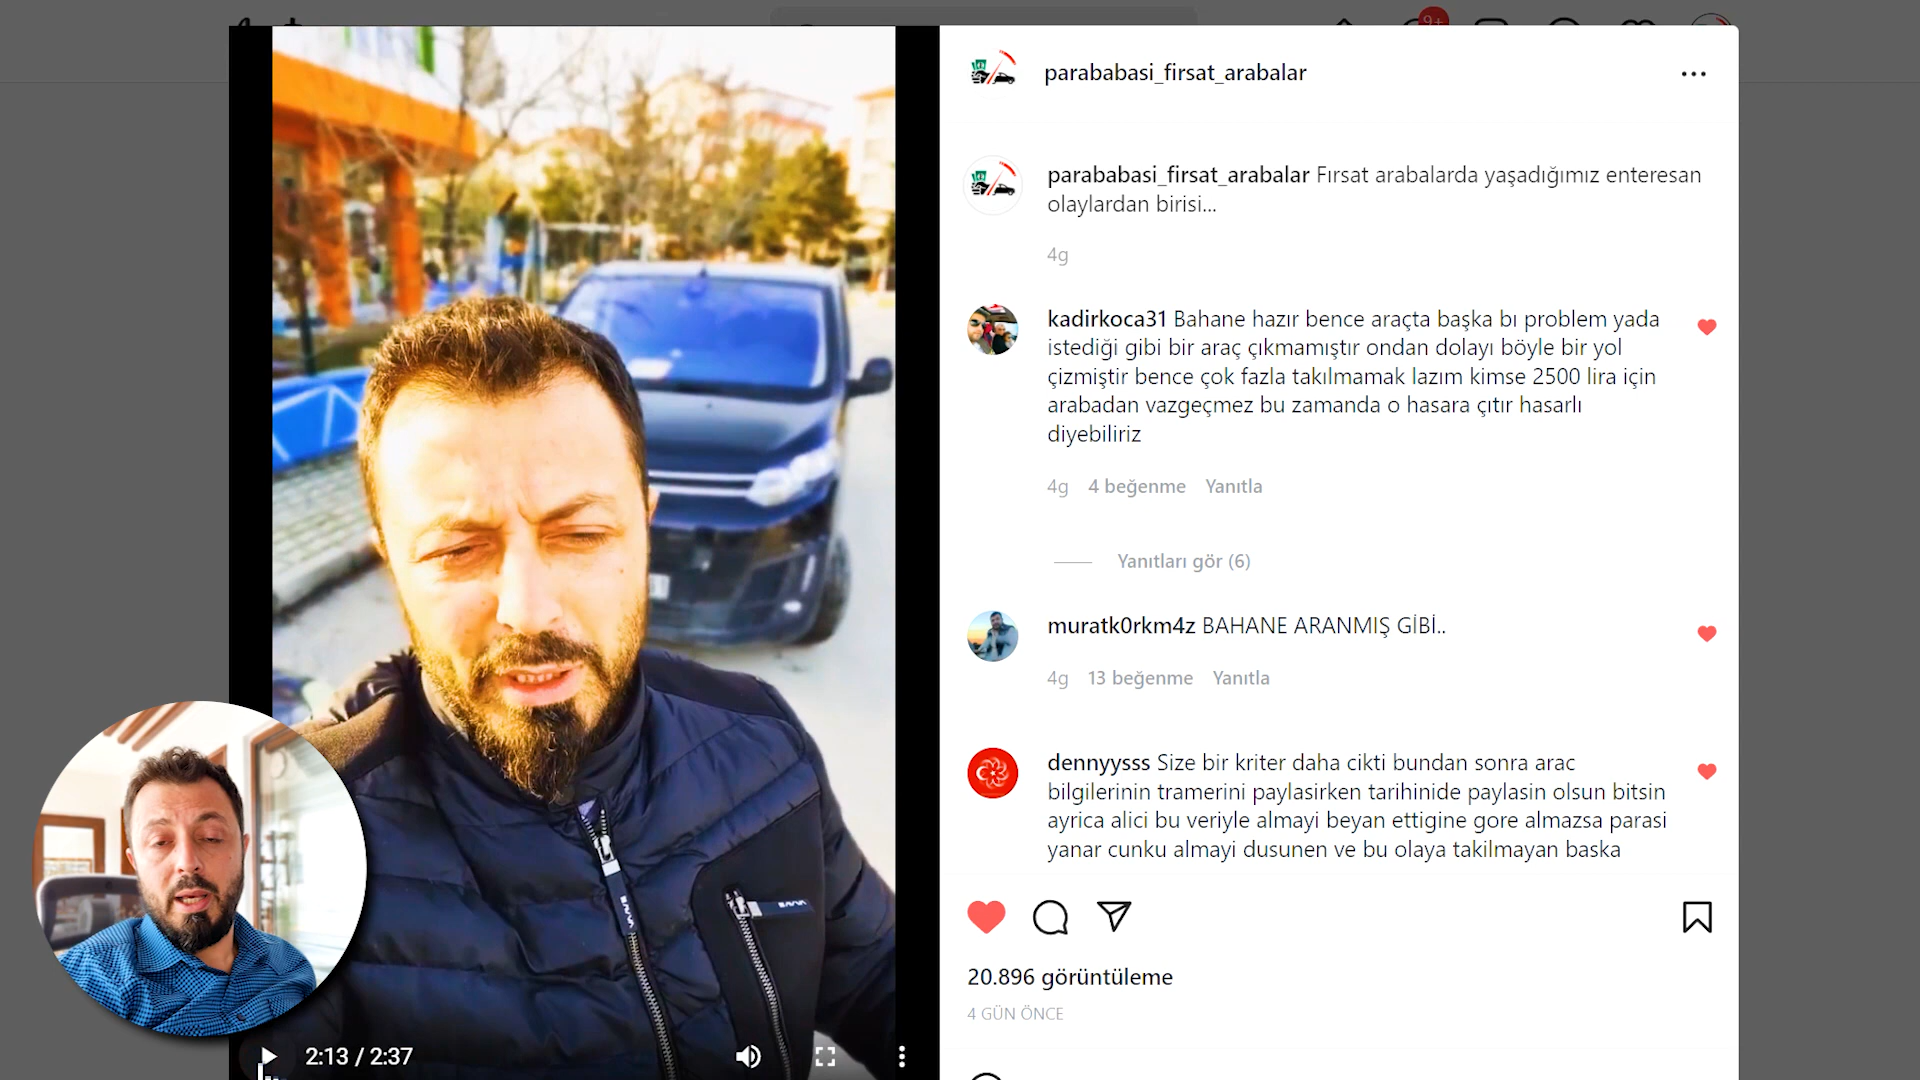 9+
parababasi_firsat_arabalar
parababasi_firsat_arabalar Fırsat arabalarda yaşadığımız enteresan
olaylardan birisi...
4g
kadirkoca31 Bahane hazır bence araçta başka bı problem yada
istediği gibi bir araç çıkmamıştır ondan dolayı böyle bir yol
çizmiştir bence çok fazla takılmamak lazım kimse 2500 lira için
arabadan vazgeçmez bu zamanda o hasara çıtır hasarlı
diyebiliriz
4g 4 beğenme Yanıtla
Yanıtları gör (6)
muratk0rkm4z BAHANE ARANMIŞ GİBİ..
4g 13 beğenme Yanıtla
dennyysss Size bir kriter daha cikti bundan sonra arac
bilgilerinin tramerini paylasirken tarihinide paylasin olsun bitsin
ayrica alici bu veriyle almayi beyan ettigine gore almazsa parasi
yanar cunku almayi dusunen ve bu olaya takilmayan baska
20.896 görüntüleme
4 GÜN ÖNCE
2:13 / 2:37